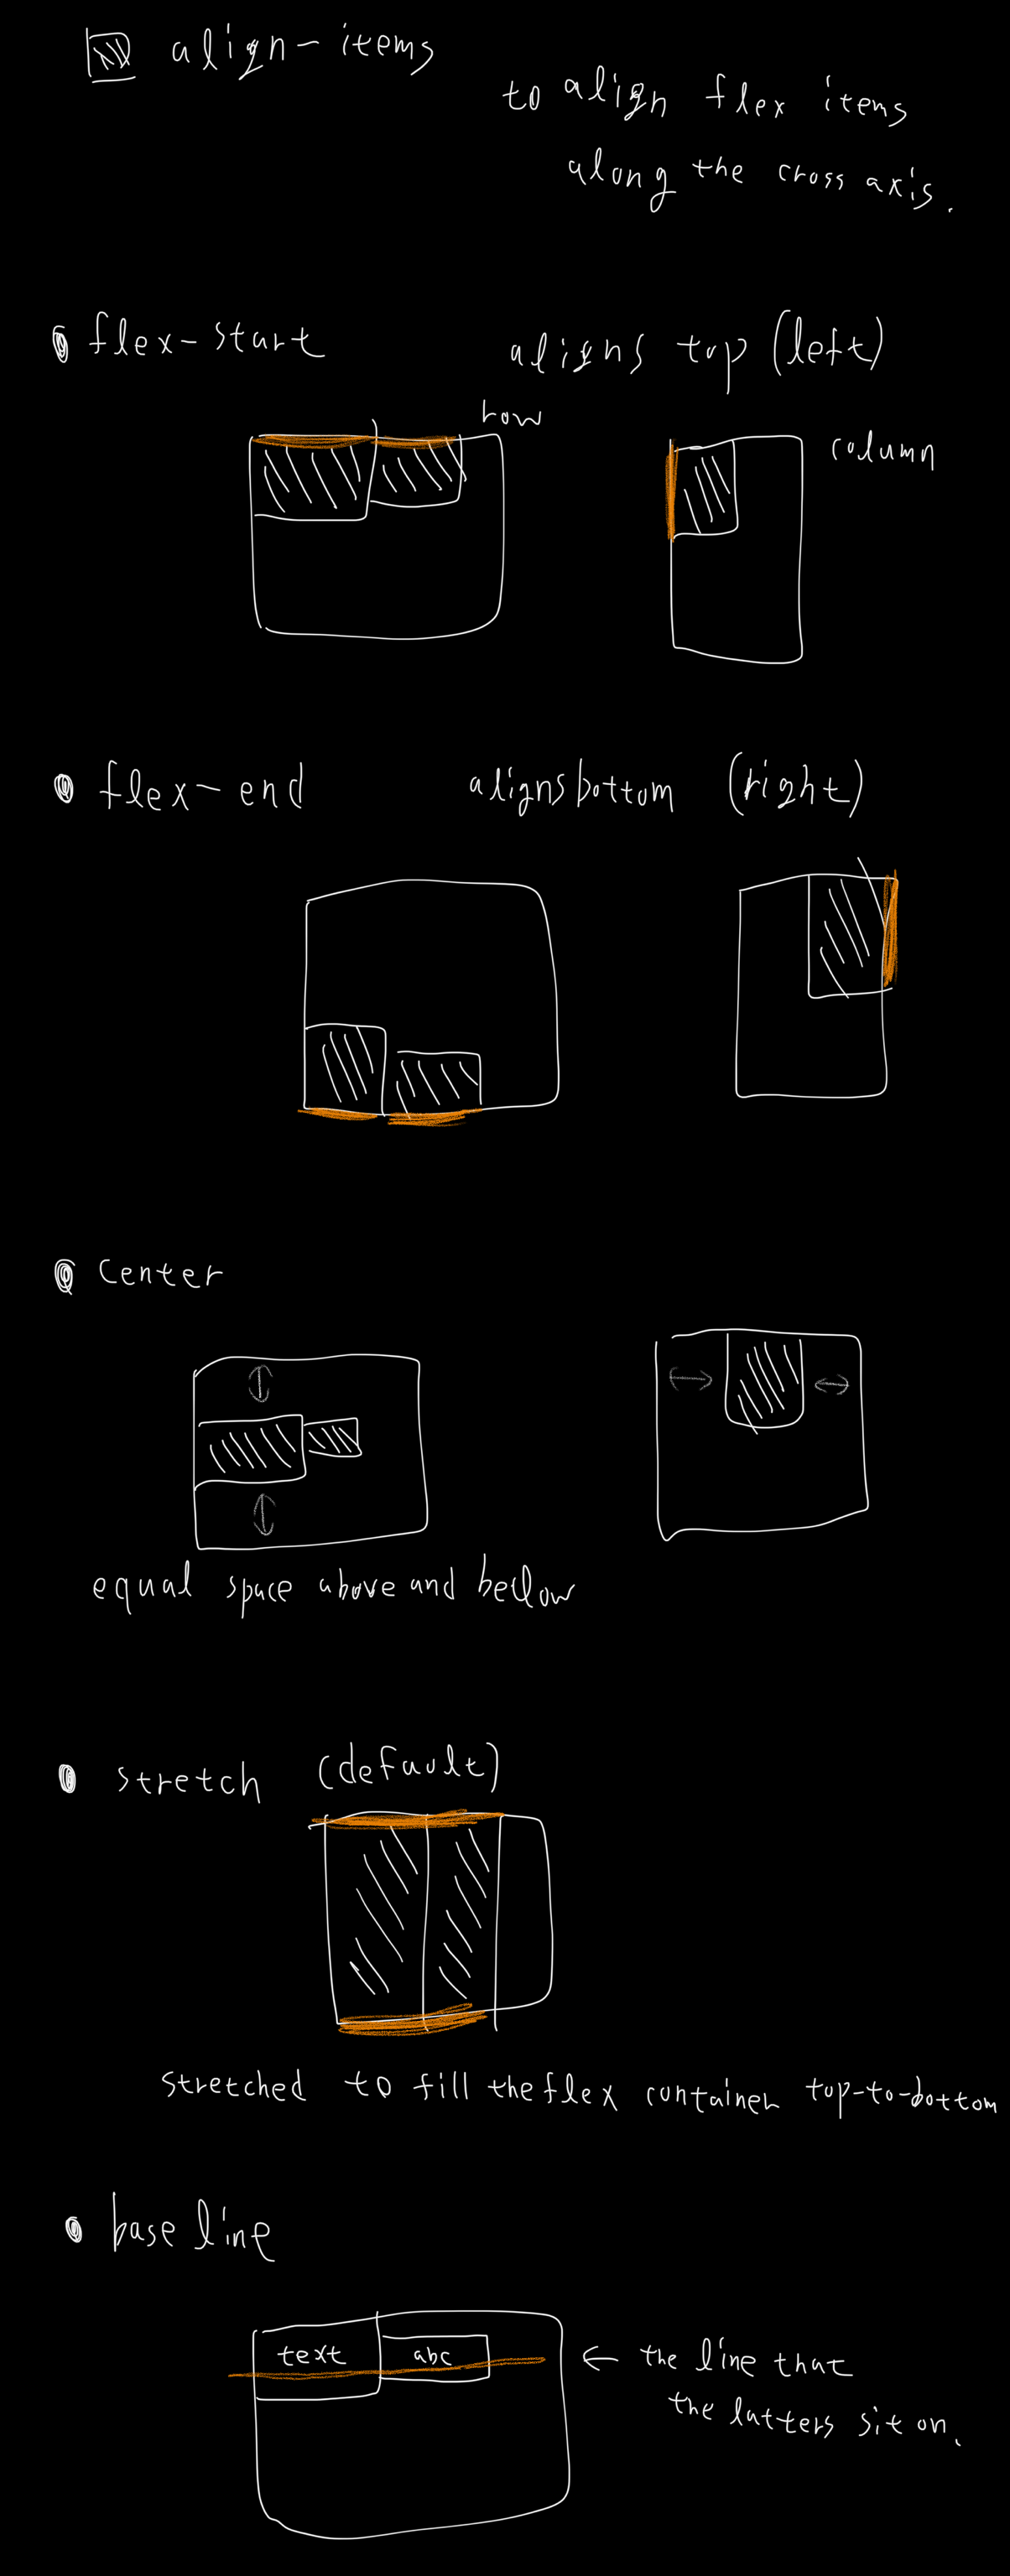 align-items
to align flex items
along the cross axis.
flex-start aligns top (left)
row
column
flex-end aligns bottom (right)
center
equal space above and bellow
stretch (default)
stretched to fill the flex container top-to-bottom
base line
text abc ← the line that
the latters sit on.